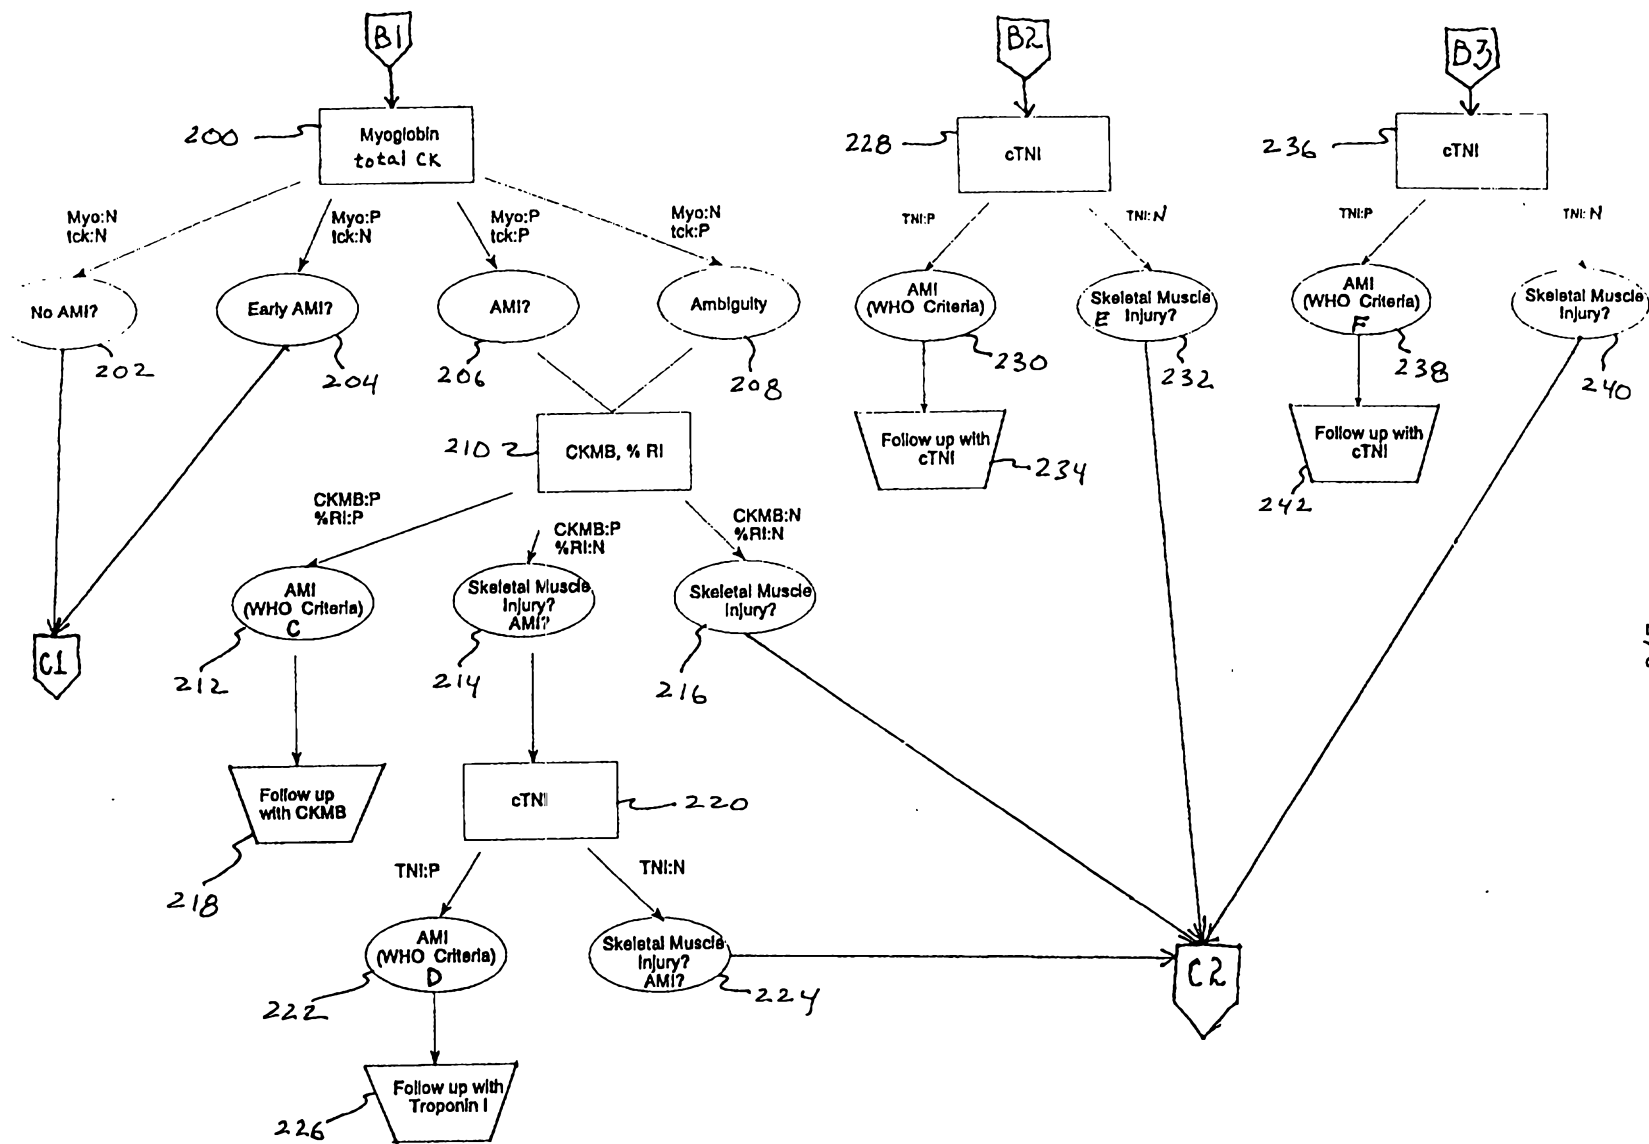 B1
B2
B3
200
Myoglobin
total CK
228
cTNI
236
cTNI
Myo:N
tck:N
Myo:P
tck:N
Myo:P
tck:P
Myo:N
tck:P
TNI:P
TNI:N
TNI:P
TNI:N
No AMI?
Early AMI?
AMI?
Ambiguity
AMI
(WHO Criteria)
Skeletal Muscle
E Injury?
AMI
(WHO Criteria)
F
Skeletal Muscle
Injury?
202
204
206
208
230
232
238
240
210
CKMB, % RI
Follow up with
cTNI
234
Follow up with
cTNI
242
CKMB:P
%RI:P
CKMB:P
%RI:N
CKMB:N
%RI:N
AMI
(WHO Criteria)
C
Skeletal Muscle
Injury?
AMI?
Skeletal Muscle
Injury?
C1
212
214
216
Follow up
with CKMB
cTNI
220
218
TNI:P
TNI:N
AMI
(WHO Criteria)
D
Skeletal Muscle
Injury?
AMI?
C2
222
224
Follow up with
Troponin I
226